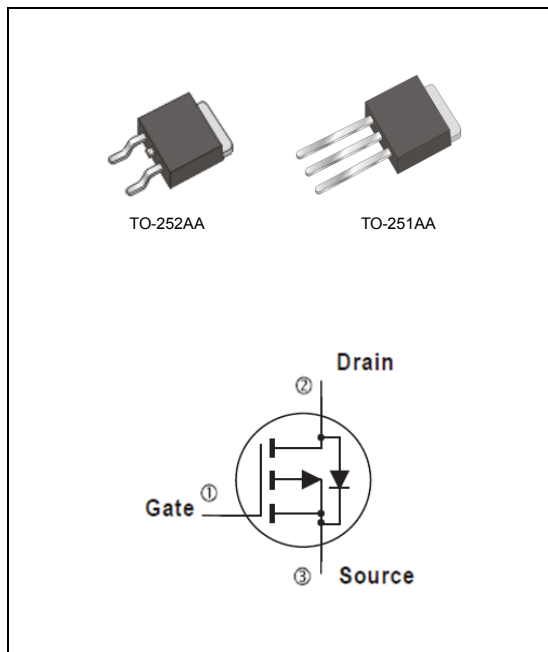 TO-252AA
TO-251AA
Drain
②
①
Gate
③ Source